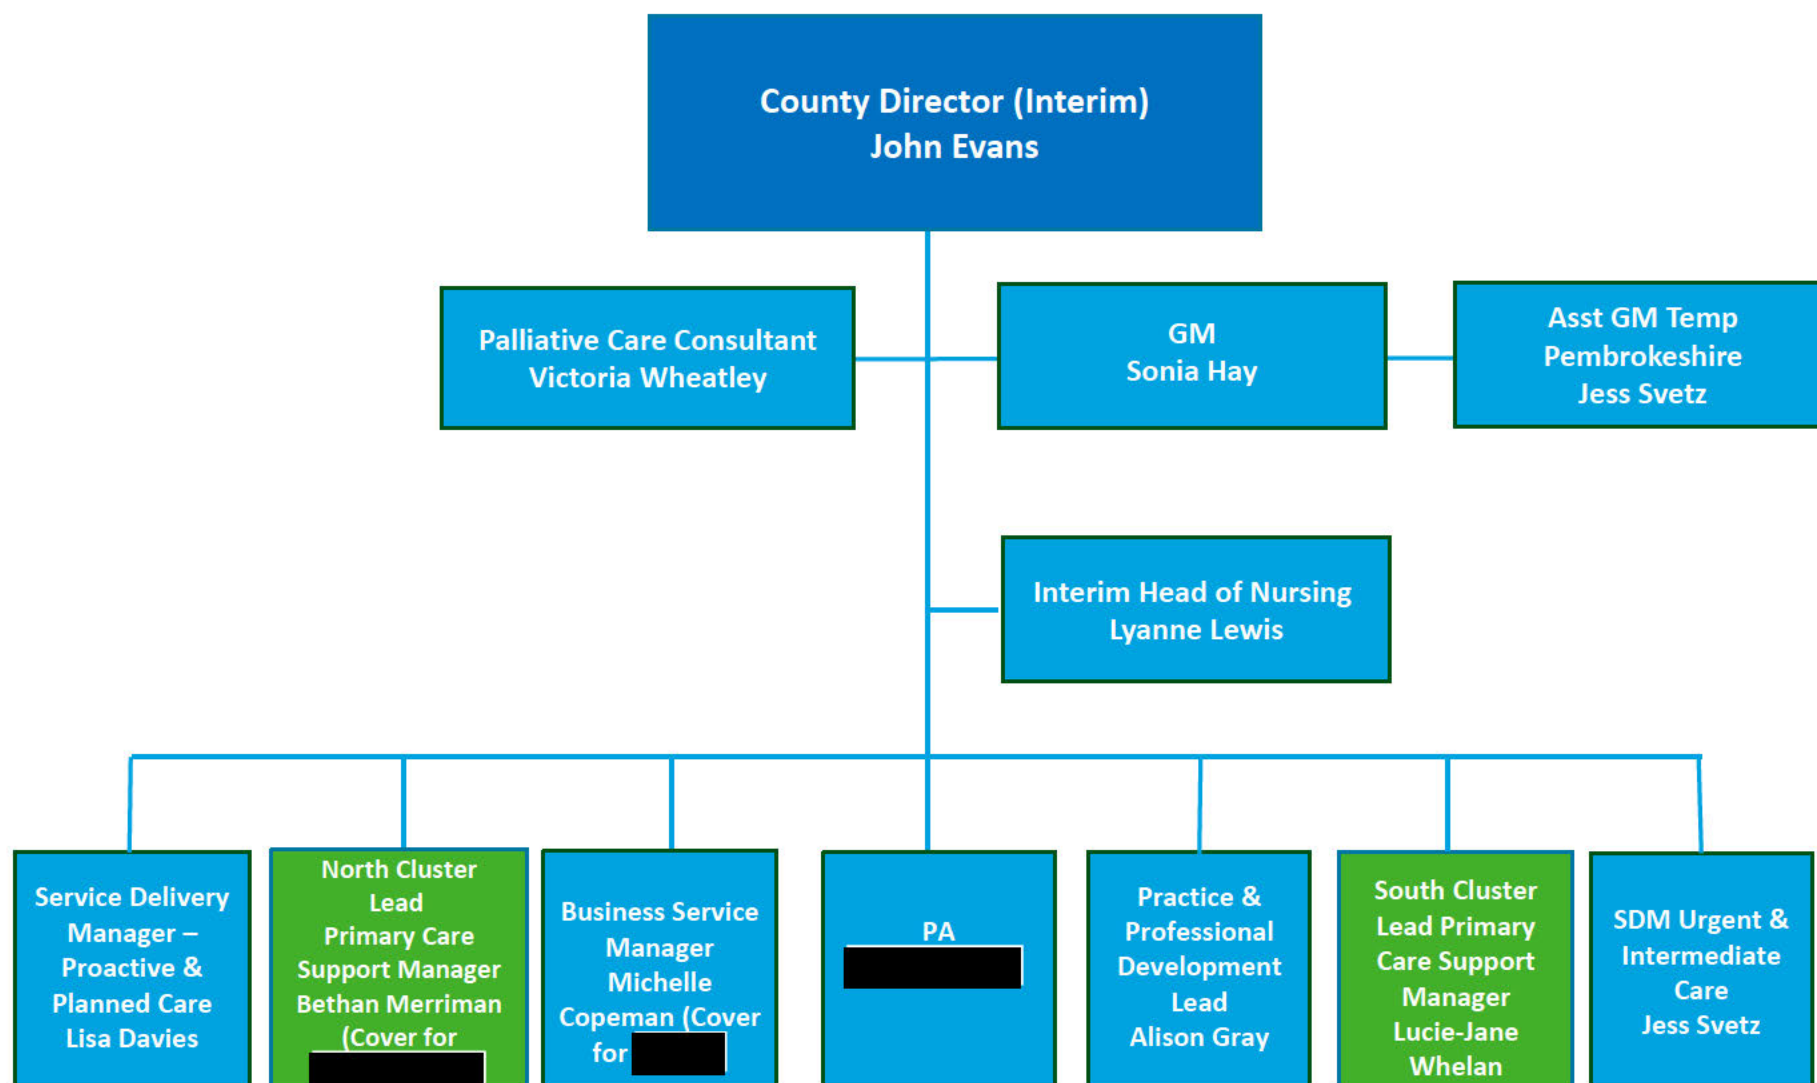 County Director (Interim)
John Evans
Palliative Care Consultant
Victoria Wheatley
GM
Sonia Hay
Asst GM Temp
Pembrokeshire
Jess Svetz
Interim Head of Nursing
Lyanne Lewis
Service Delivery
Manager –
Proactive &
Planned Care
Lisa Davies
North Cluster
Lead
Primary Care
Support Manager
Bethan Merriman
(Cover for
Business Service
Manager
Michelle
Copeman (Cover
for
PA
Practice &
Professional
Development
Lead
Alison Gray
South Cluster
Lead Primary
Care Support
Manager
Lucie-Jane
Whelan
SDM Urgent &
Intermediate
Care
Jess Svetz